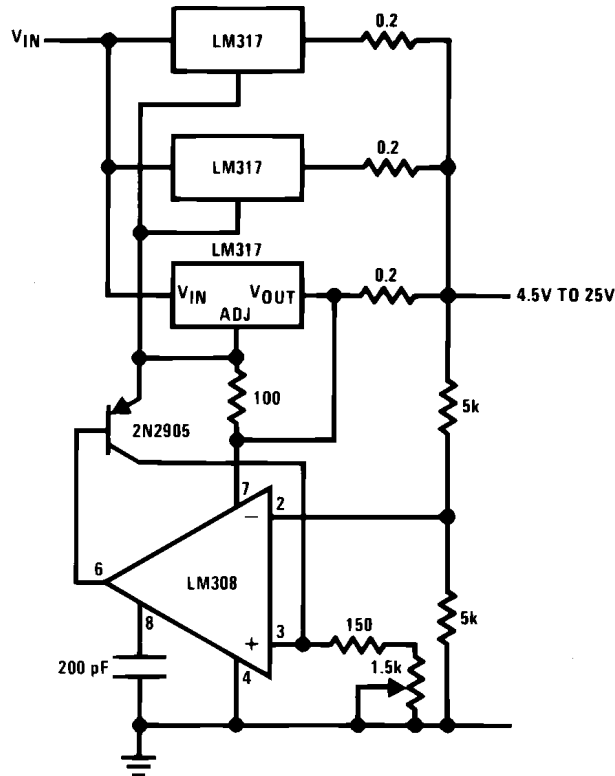 0.2
VIN
LM317
0.2
LM317
LM317
0.2
VIN VOUT
ADJ
4.5V TO 25V
100
5k
2N2905
7
2
−
6
LM308
8
+
3
150
5k
4
1.5k
200 pF